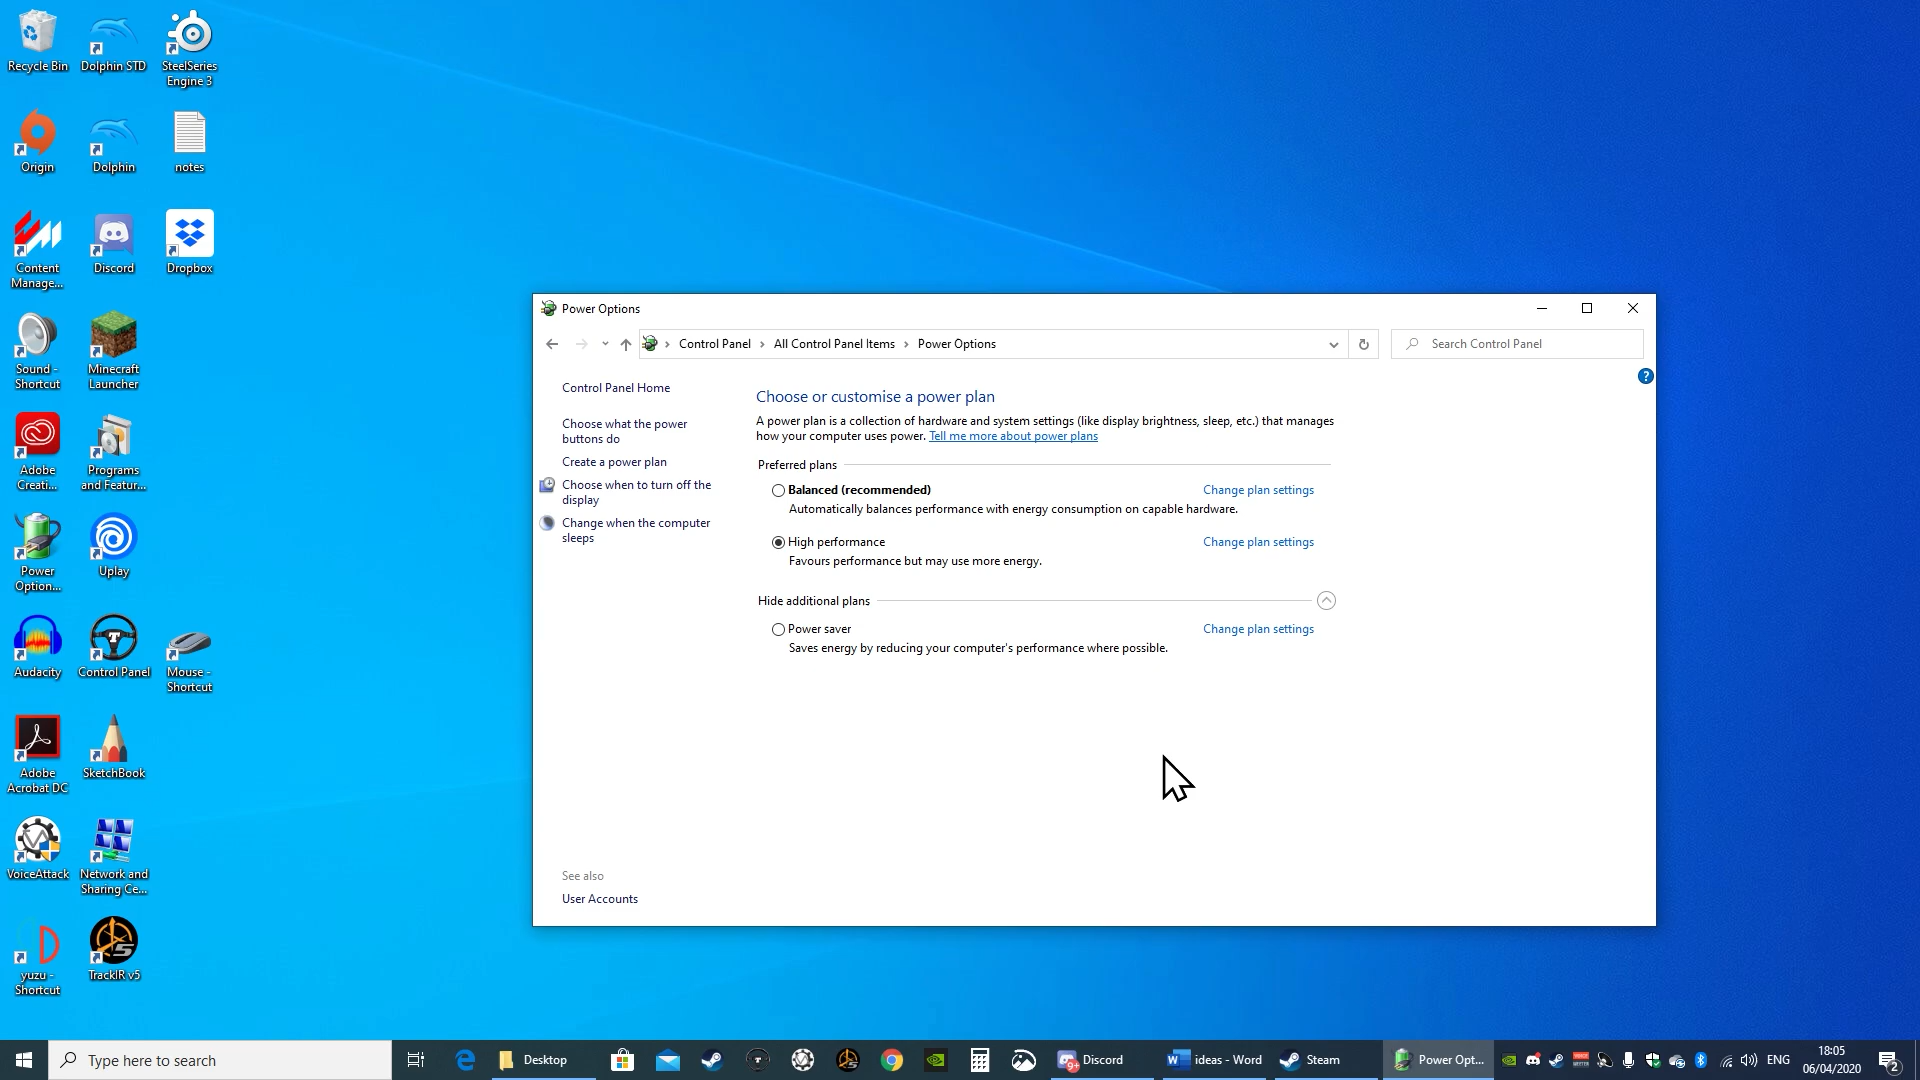 Recycle Bin
Dolphin STD
SteelSeries
Engine 3
Origin
Dolphin
notes
Content
Manage...
Discord
Dropbox
Sound -
Shortcut
Minecraft
Launcher
Adobe
Creati...
Programs
and Featur...
Power
Option...
Uplay
Audacity
Control Panel
Mouse -
Shortcut
Adobe
Acrobat DC
SketchBook
VoiceAttack
Network and
Sharing Ce...
yuzu -
Shortcut
TrackIR v5
Power Options
Control Panel
All Control Panel Items
Power Options
Search Control Panel
Control Panel Home
Choose what the power
buttons do
Create a power plan
Choose when to turn off the
display
Change when the computer
sleeps
See also
User Accounts
Choose or customise a power plan
A power plan is a collection of hardware and system settings (like display brightness, sleep, etc.) that manages
how your computer uses power. Tell me more about power plans
Preferred plans
Balanced (recommended) Change plan settings
Automatically balances performance with energy consumption on capable hardware.
High performance Change plan settings
Favours performance but may use more energy.
Hide additional plans
Power saver Change plan settings
Saves energy by reducing your computer's performance where possible.
Type here to search
Desktop
Discord
ideas - Word
Steam
Power Opt...
ENG
18:05
06/04/2020
2